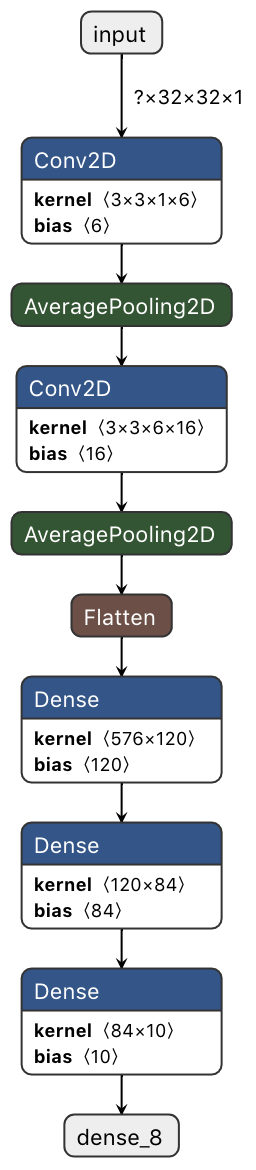 input
?×32×32×1
Conv2D
kernel 〈3×3×1×6〉
bias 〈6〉
AveragePooling2D
Conv2D
kernel 〈3×3×6×16〉
bias 〈16〉
AveragePooling2D
Flatten
Dense
kernel 〈576×120〉
bias 〈120〉
Dense
kernel 〈120×84〉
bias 〈84〉
Dense
kernel 〈84×10〉
bias 〈10〉
dense_8